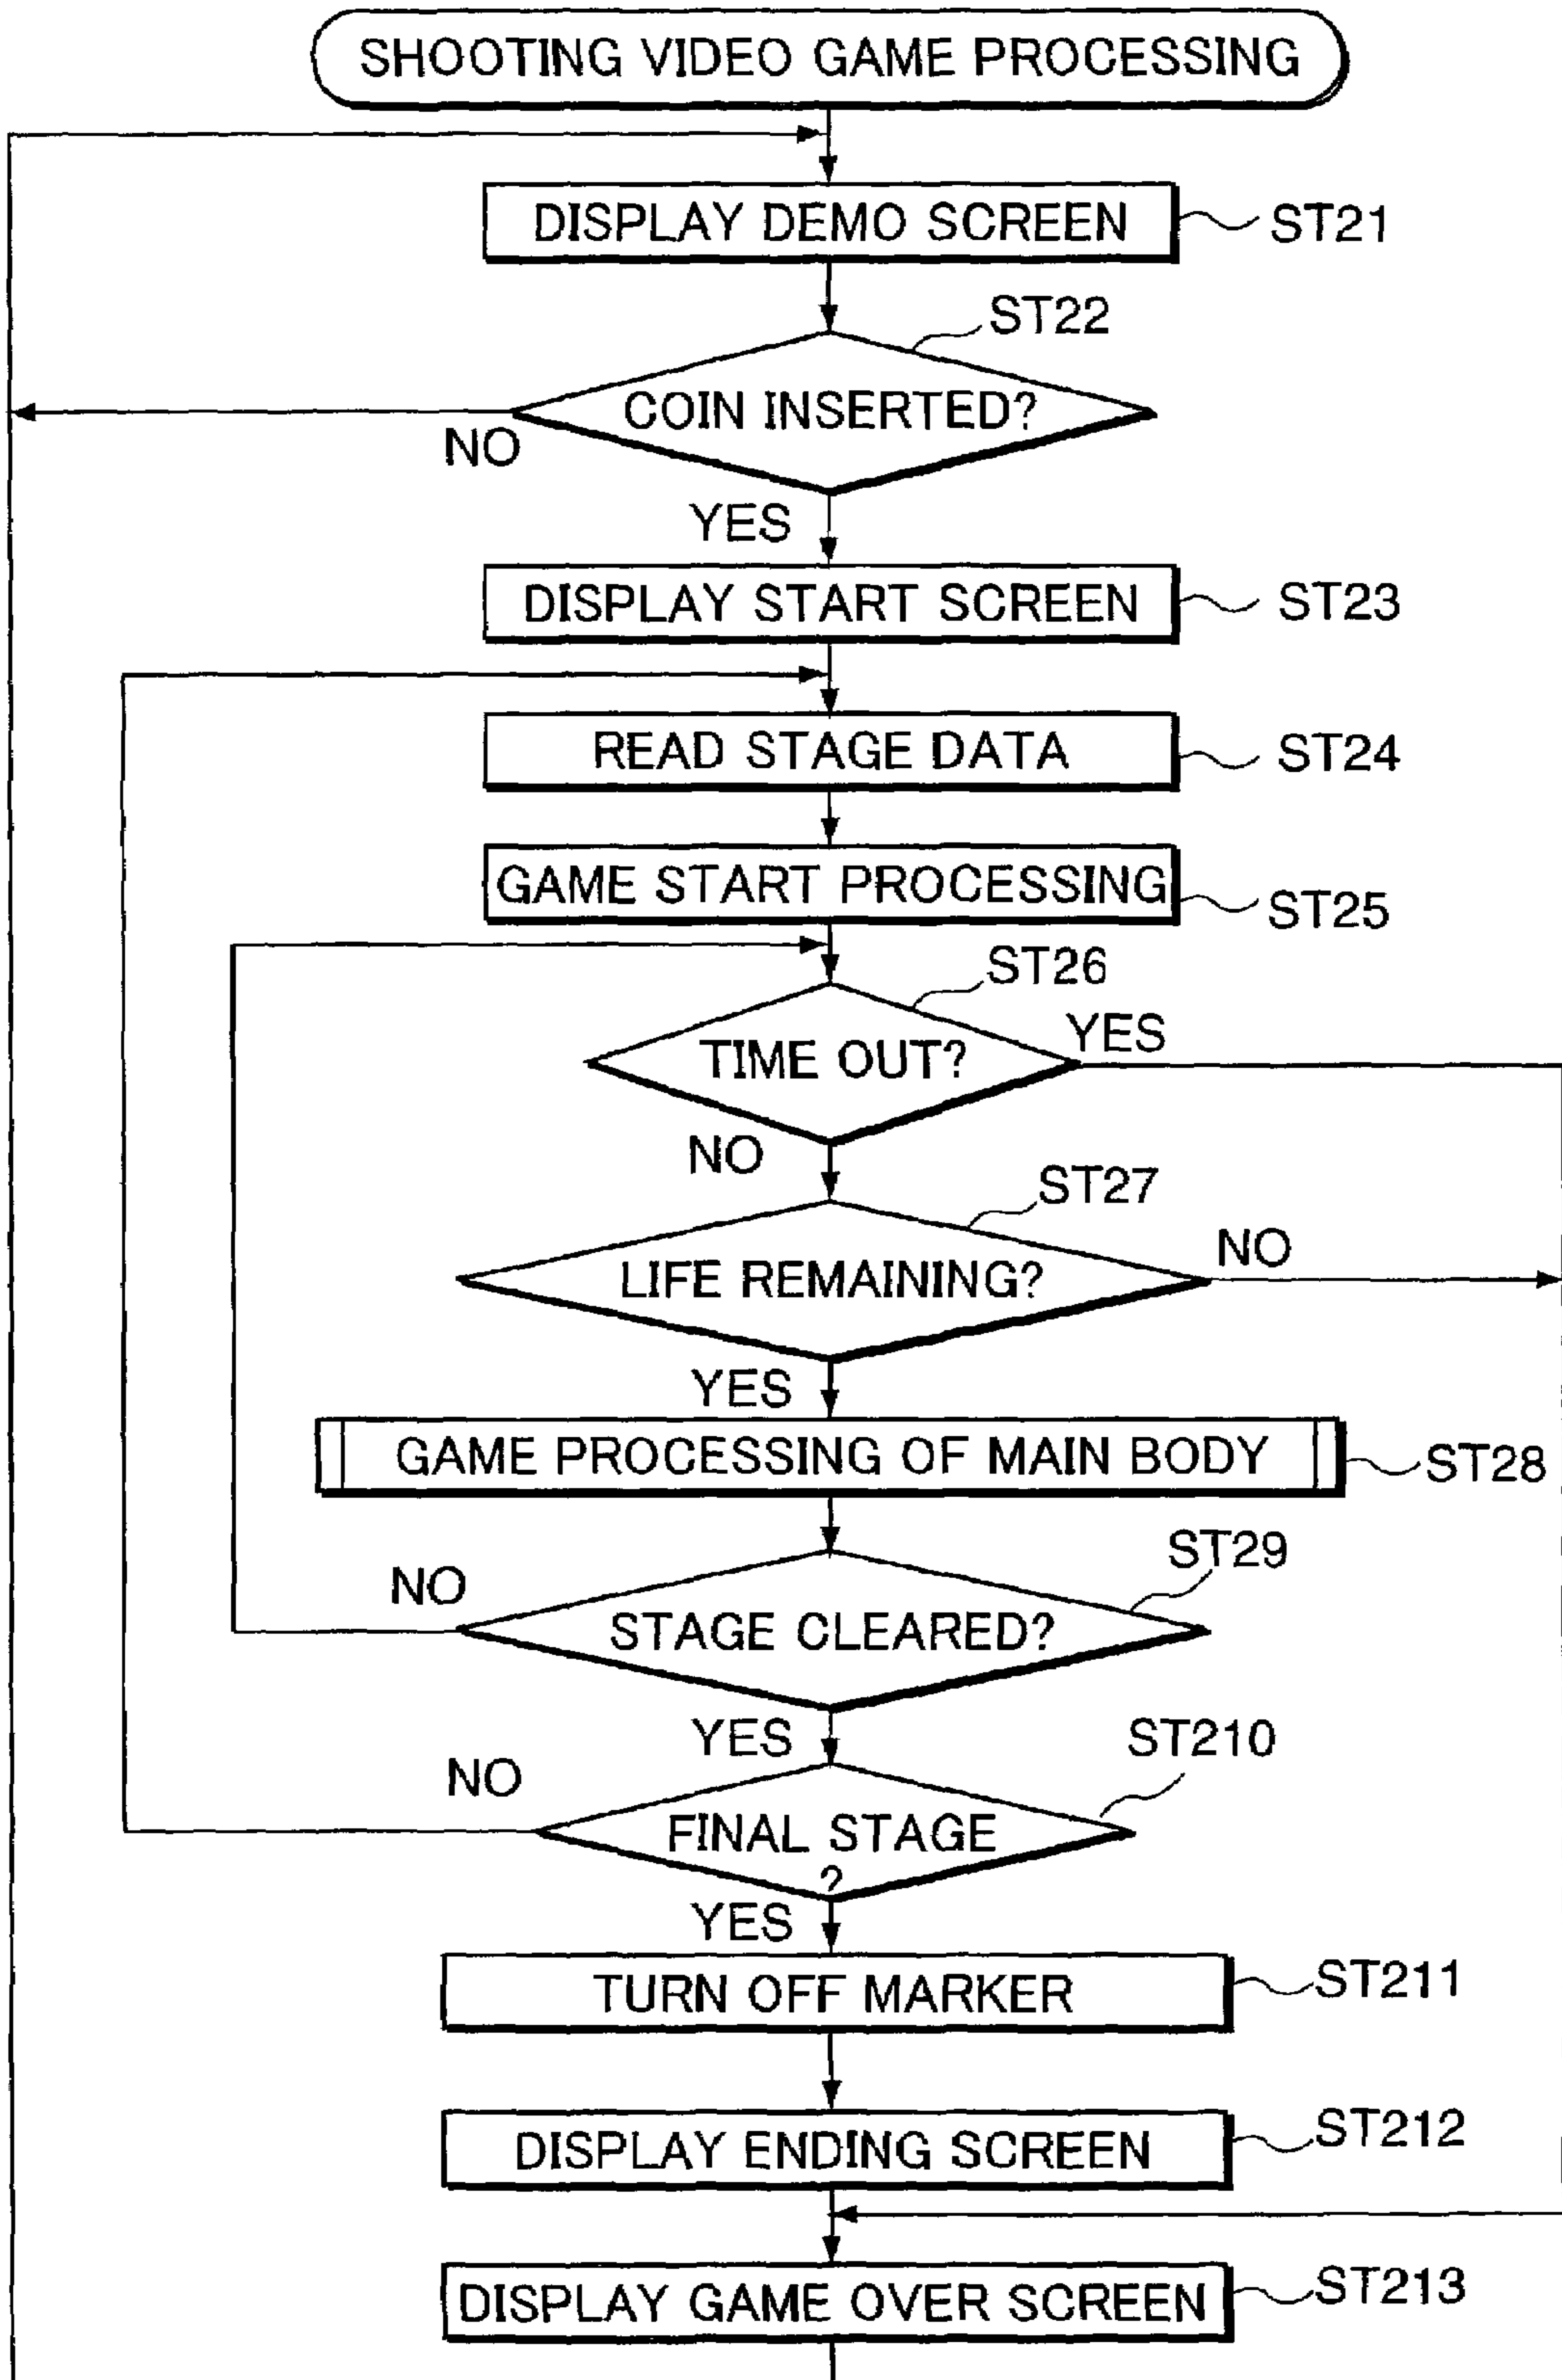 SHOOTING VIDEO GAME PROCESSING
DISPLAY DEMO SCREEN
ST21
ST22
COIN INSERTED?
NO
YES
DISPLAY START SCREEN
ST23
READ STAGE DATA
ST24
GAME START PROCESSING
ST25
ST26
TIME OUT?
YES
NO
ST27
LIFE REMAINING?
NO
YES
GAME PROCESSING OF MAIN BODY
ST28
ST29
NO
STAGE CLEARED?
YES
ST210
NO
FINAL STAGE
?
YES
TURN OFF MARKER
ST211
DISPLAY ENDING SCREEN
ST212
DISPLAY GAME OVER SCREEN
ST213